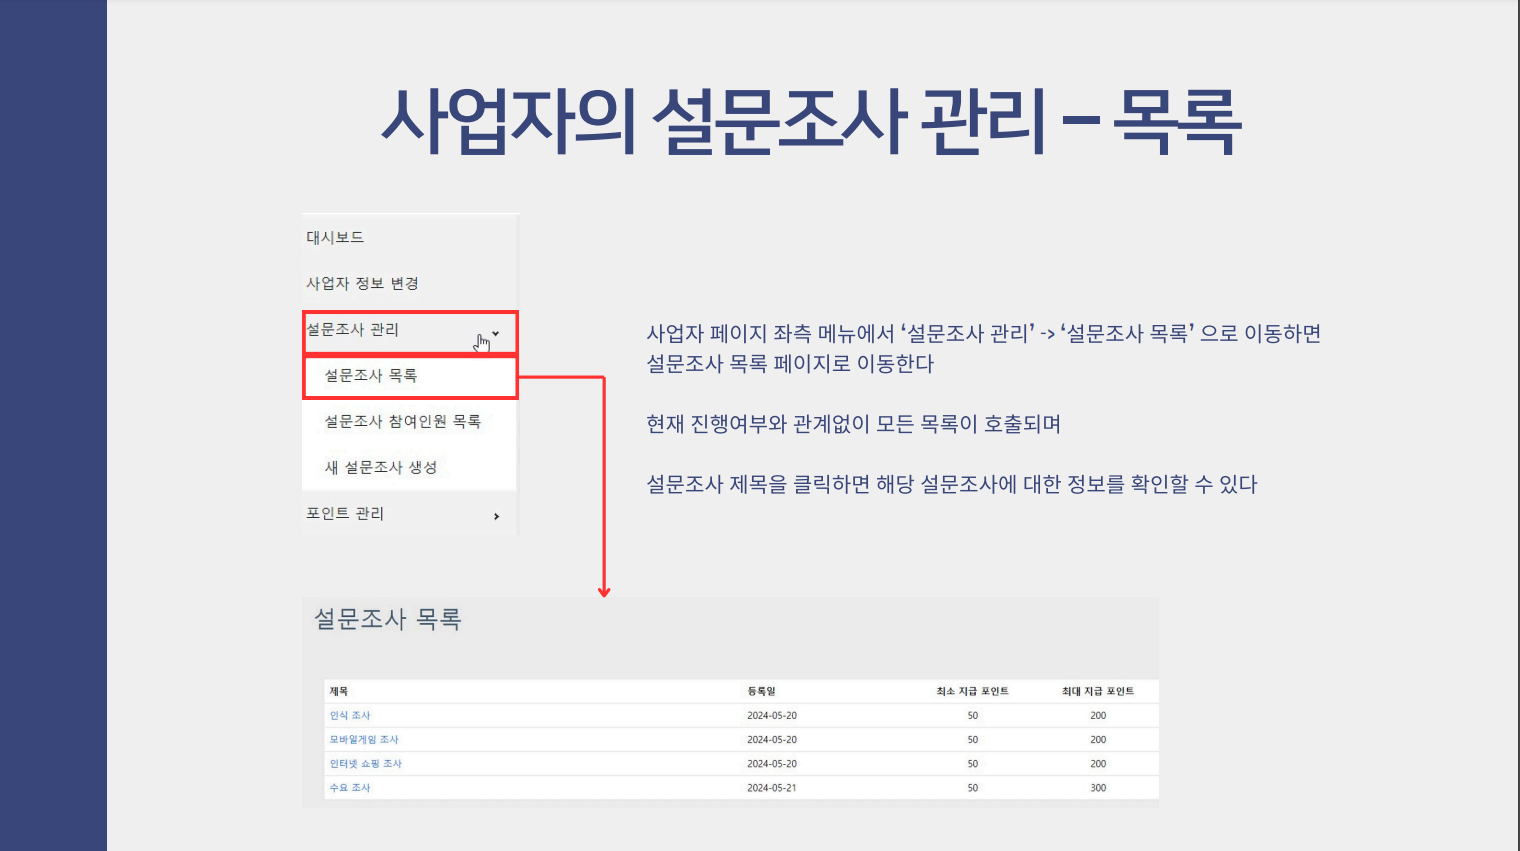 사업자의 설문조사 관리 – 목록
대시보드
사업자 정보 변경
설문조사 관리
설문조사 목록
설문조사 참여인원 목록
새 설문조사 생성
포인트 관리
사업자 페이지 좌측 메뉴에서 ‘설문조사 관리’ -> ‘설문조사 목록’ 으로 이동하면
설문조사 목록 페이지로 이동한다
현재 진행여부와 관계없이 모든 목록이 호출되며
설문조사 제목을 클릭하면 해당 설문조사에 대한 정보를 확인할 수 있다
설문조사 목록
제목 등록일 최소 지급 포인트 최대 지급 포인트
인식 조사 2024-05-20 50 200
모바일게임 조사 2024-05-20 50 200
인터넷 쇼핑 조사 2024-05-20 50 200
수요 조사 2024-05-21 50 300